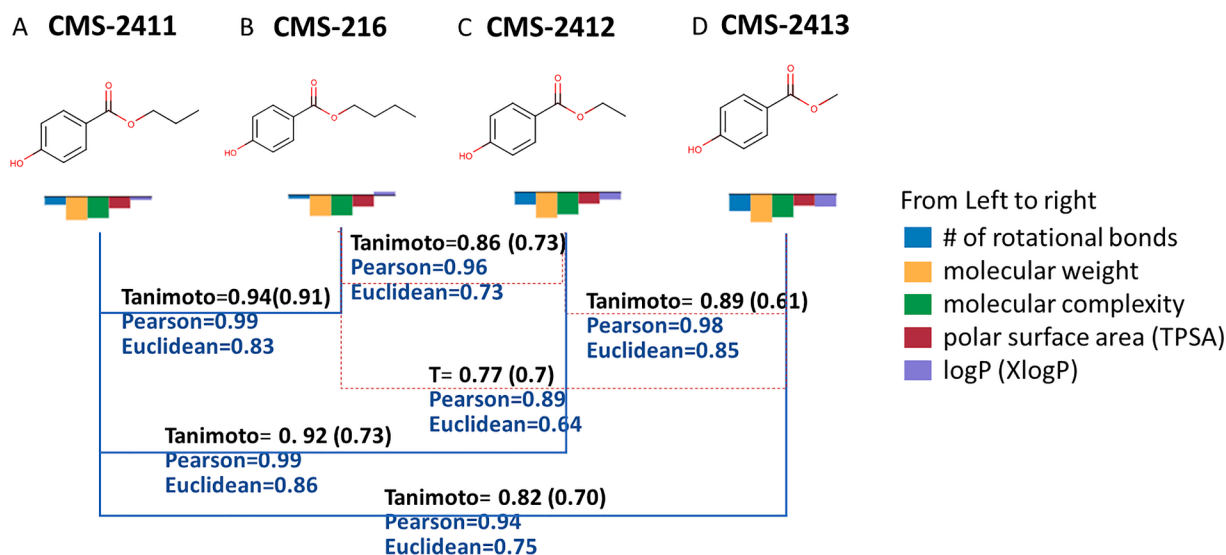 A CMS-2411 B CMS-216 C CMS-2412 D CMS-2413
O
O
HO
O
O
HO
O
O
HO
O
O
HO
From Left to right
# of rotational bonds
molecular weight
molecular complexity
polar surface area (TPSA)
logP (XlogP)
Tanimoto=0.86 (0.73)
Pearson=0.96
Euclidean=0.73
Tanimoto=0.94(0.91)
Pearson=0.99
Euclidean=0.83
Tanimoto= 0.89 (0.61)
Pearson=0.98
Euclidean=0.85
T= 0.77 (0.7)
Pearson=0.89
Euclidean=0.64
Tanimoto= 0. 92 (0.73)
Pearson=0.99
Euclidean=0.86
Tanimoto= 0.82 (0.70)
Pearson=0.94
Euclidean=0.75